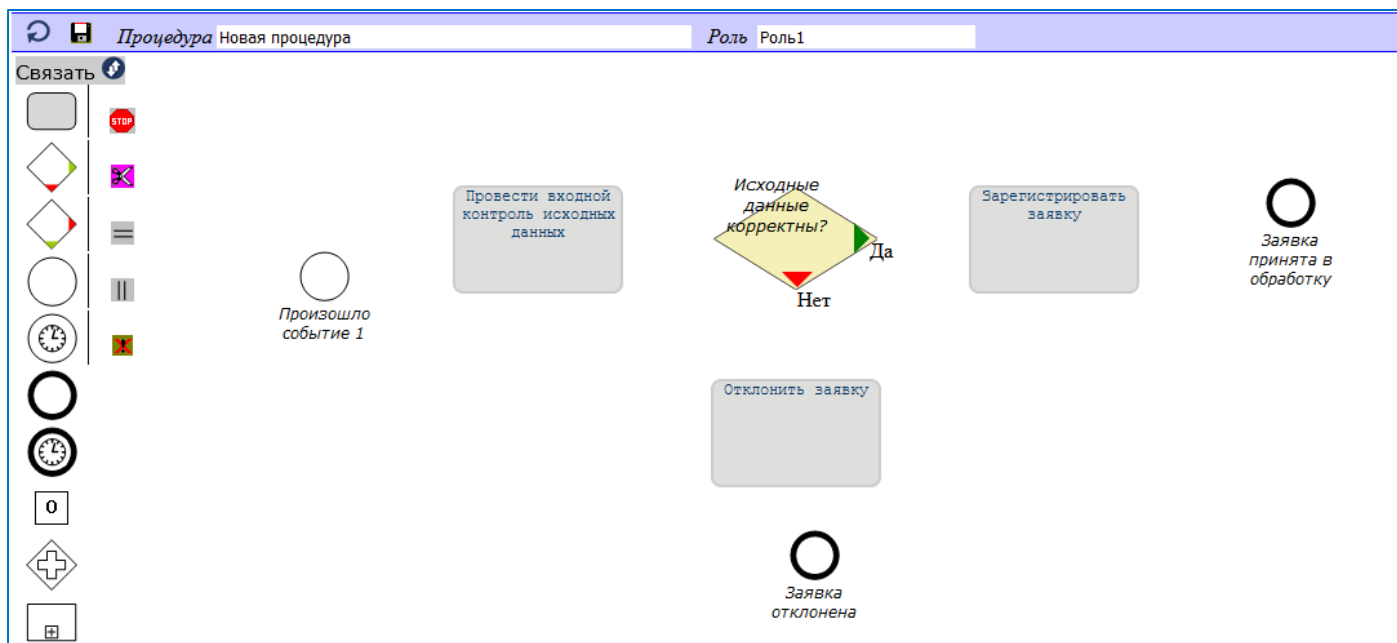 Процедура Новая процедура Роль Роль1
Связать
STOP
Провести входной
контроль исходных
данных
Исходные
данные
корректны?
Да
Нет
Зарегистрировать
заявку
Заявка
принята в
обработку
Произошло
событие 1
Отклонить заявку
0
Заявка
отклонена